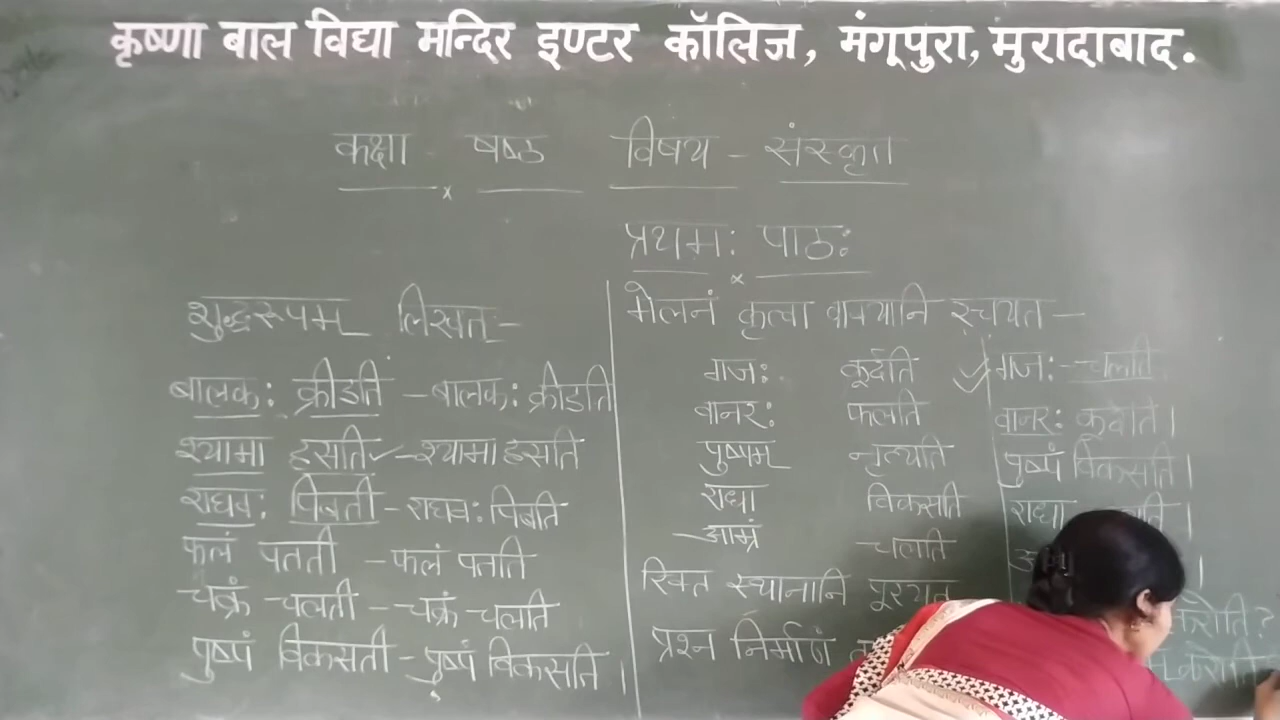 कृष्णा बाल विद्या मन्दिर इण्टर कॉलिज, मंगूपुरा, मुरादाबाद.
कक्षा षष्ठ विषय - संस्कृत
प्रथमः पाठः
शुद्धरूपम् लिखत् -
बालकः क्रीडती - बालकः क्रीडति
श्यामा हसति ✓ - श्यामा हसति
राघवः पिबती - राघवः पिबति
फलं पतती - फलं पतति
चक्रं चलती - चक्रं चलति
पुष्पं विकसती - पुष्पं विकसति ।
मेलनं कृत्वा वाक्यानि रचयत -
गजः कूर्दति
वानरः फलति
पुष्पम् नृत्यति
राधा विकसति
आम्रं चलति
रिक्त स्थानानि पूरयत
प्रश्न निर्माणं
✓ गजः चलति
वानरः कूर्दति ।
पुष्पं विकसति ।
राधा
करोति ?
करोति